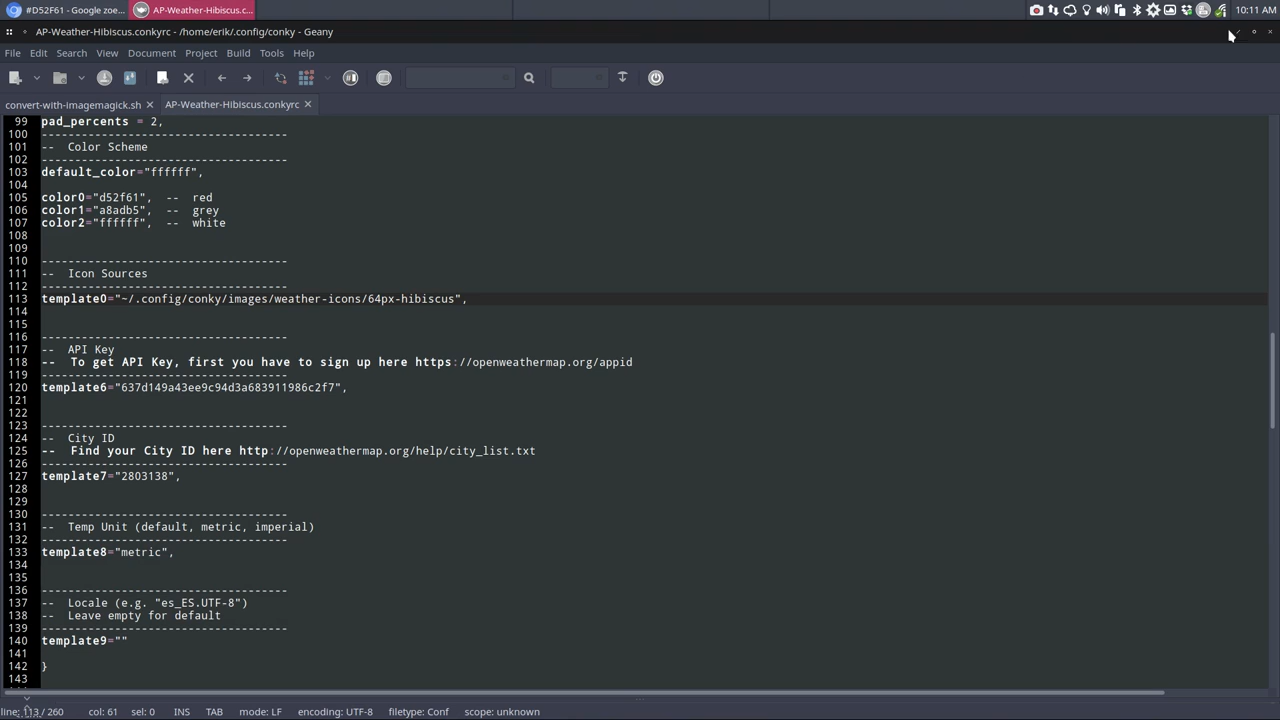 #D52F61 - Google zoe...
AP-Weather-Hibiscus.c...
10:11 AM
AP-Weather-Hibiscus.conkyrc - /home/erik/.config/conky - Geany
File Edit Search View Document Project Build Tools Help
convert-with-imagemagick.sh
AP-Weather-Hibiscus.conkyrc
99 pad_percents = 2,
100 -------------------------------------
101 --  Color Scheme
102 -------------------------------------
103 default_color="ffffff",
104
105 color0="d52f61",  --  red
106 color1="a8adb5",  --  grey
107 color2="ffffff",  --  white
108
109
110 -------------------------------------
111 --  Icon Sources
112 -------------------------------------
113 template0="~/.config/conky/images/weather-icons/64px-hibiscus",
114
115
116 -------------------------------------
117 --  API Key
118 --  To get API Key, first you have to sign up here https://openweathermap.org/appid
119 -------------------------------------
120 template6="637d149a43ee9c94d3a683911986c2f7",
121
122
123 -------------------------------------
124 --  City ID
125 --  Find your City ID here http://openweathermap.org/help/city_list.txt
126 -------------------------------------
127 template7="2803138",
128
129
130 -------------------------------------
131 --  Temp Unit (default, metric, imperial)
132 -------------------------------------
133 template8="metric",
134
135
136 -------------------------------------
137 --  Locale (e.g. "es_ES.UTF-8")
138 --  Leave empty for default
139 -------------------------------------
140 template9=""
141
142 }
143
line: 113 / 260 col: 61 sel: 0 INS TAB mode: LF encoding: UTF-8 filetype: Conf scope: unknown